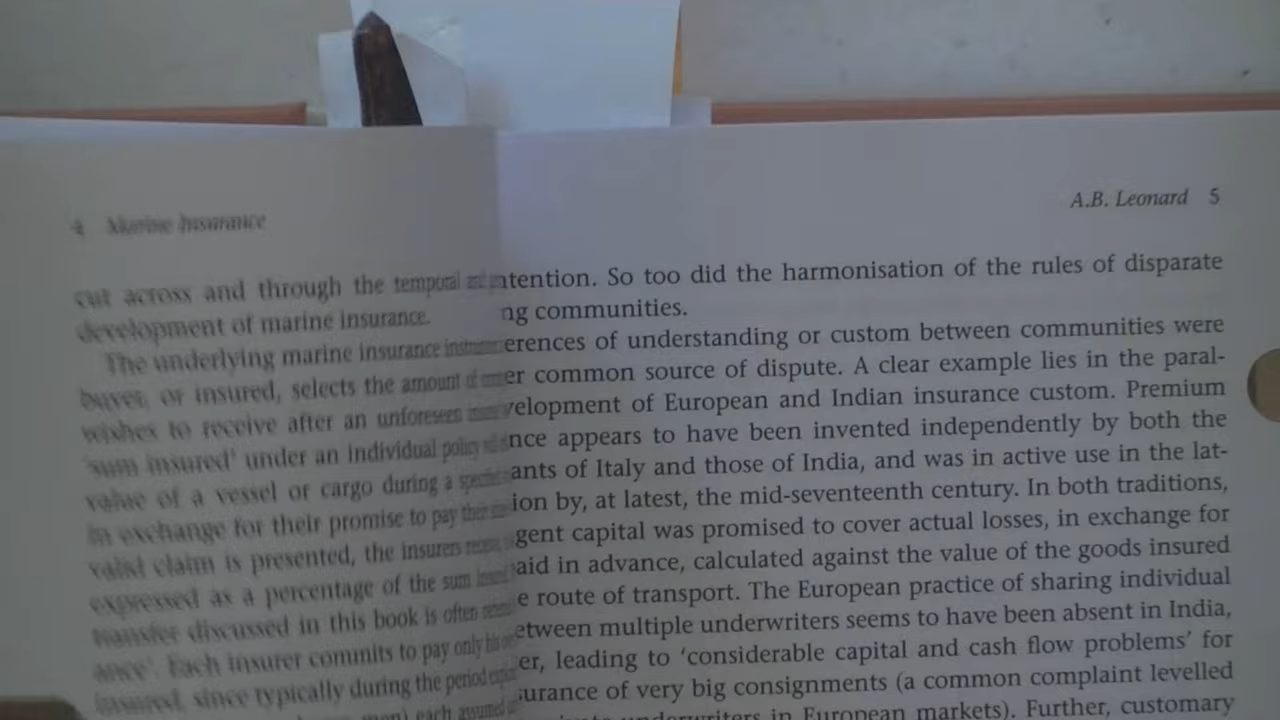 4 Marine Insurance
cut across and through the temporal and
development of marine insurance.
The underlying marine insurance
buyer, or insured, selects the amount of
wishes to receive after an unforeseen
'sum insured' under an individual policy
value of a vessel or cargo during a
in exchange for their promise to pay
valid claim is presented, the insurers
expressed as a percentage of the sum
transfer discussed in this book is often
ance'. Each insurer commits to pay only his
insured, since typically during the period
each
A.B. Leonard 5
ntention. So too did the harmonisation of the rules of disparate
ng communities.
erences of understanding or custom between communities were
er common source of dispute. A clear example lies in the paral-
velopment of European and Indian insurance custom. Premium
nce appears to have been invented independently by both the
ants of Italy and those of India, and was in active use in the lat-
ion by, at latest, the mid-seventeenth century. In both traditions,
gent capital was promised to cover actual losses, in exchange for
aid in advance, calculated against the value of the goods insured
e route of transport. The European practice of sharing individual
etween multiple underwriters seems to have been absent in India,
er, leading to 'considerable capital and cash flow problems' for
surance of very big consignments (a common complaint levelled
underwriters in European markets). Further, customary